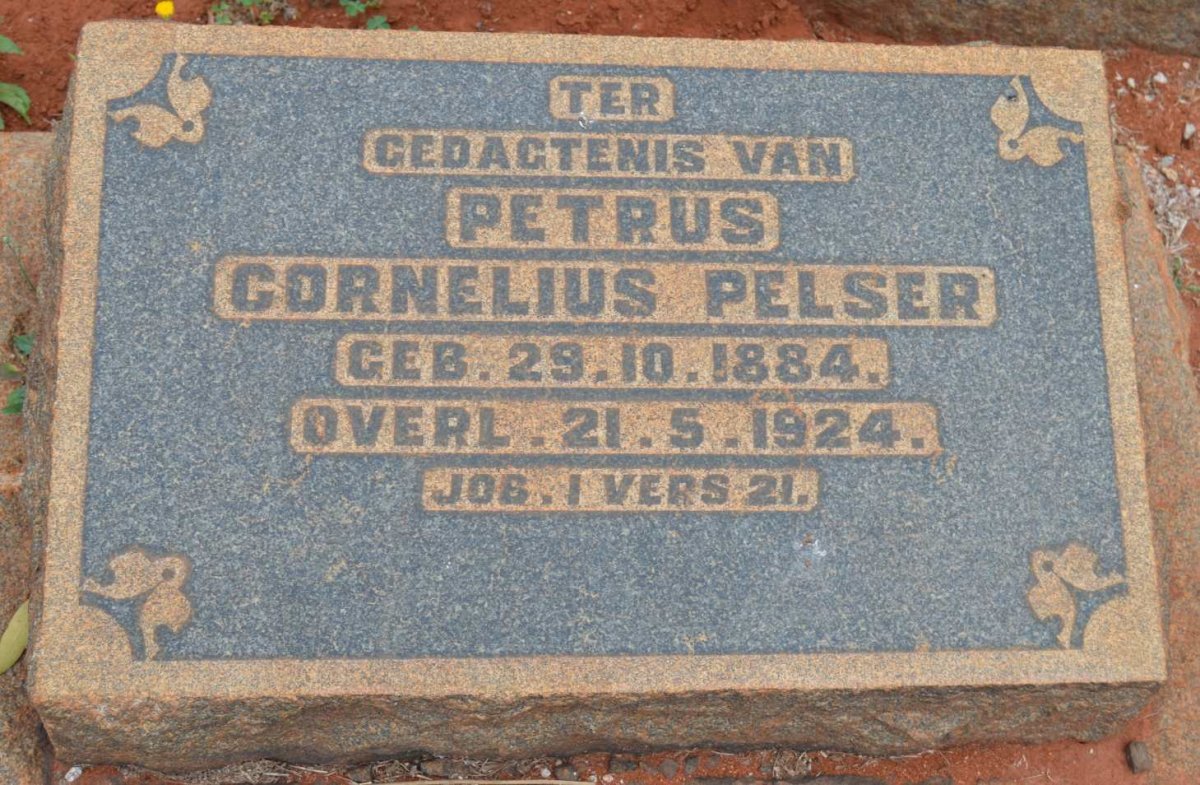 TER
GEDACTENIS VAN
PETRUS
CORNELIUS PELSER
GEB. 29.10.1884.
OVERL. 21.5.1924.
JOB. 1 VERS 21.